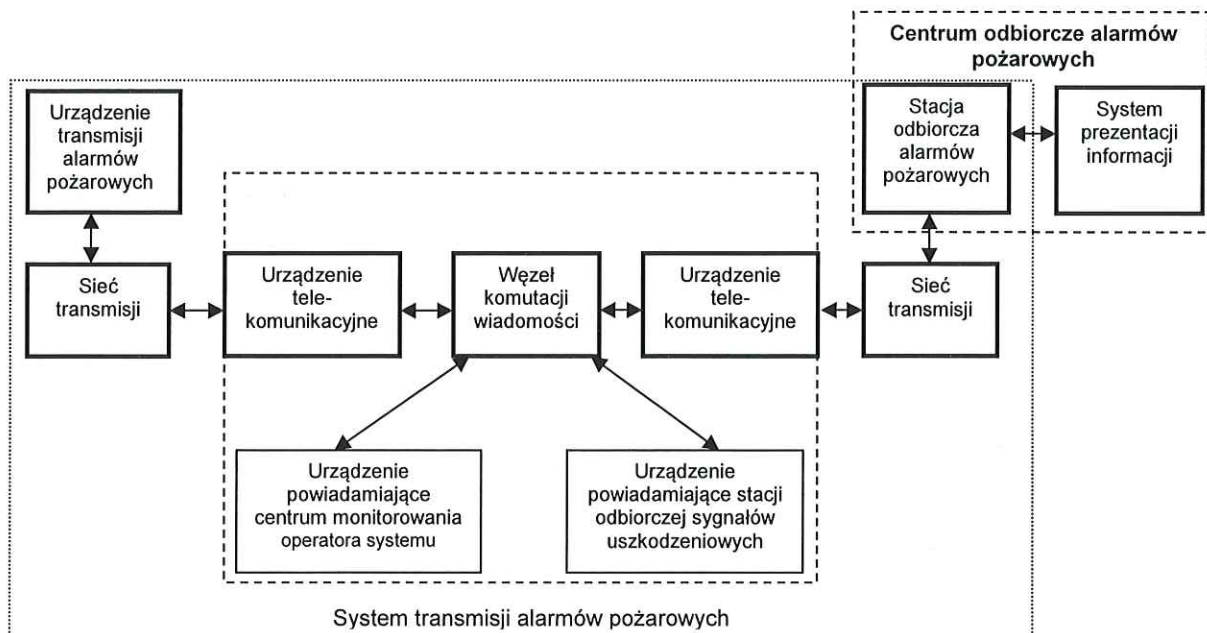 Centrum odbiorcze alarmów
pożarowych
Urządzenie
transmisji
alarmów
pożarowych
Stacja
odbiorcza
alarmów
pożarowych
System
prezentacji
informacji
Sieć
transmisji
Urządzenie
tele-
komunikacyjne
Węzeł
komutacji
wiadomości
Urządzenie
tele-
komunikacyjne
Sieć
transmisji
Urządzenie
powiadamiające
centrum monitorowania
operatora systemu
Urządzenie
powiadamiające stacji
odbiorczej sygnałów
uszkodzeniowych
System transmisji alarmów pożarowych